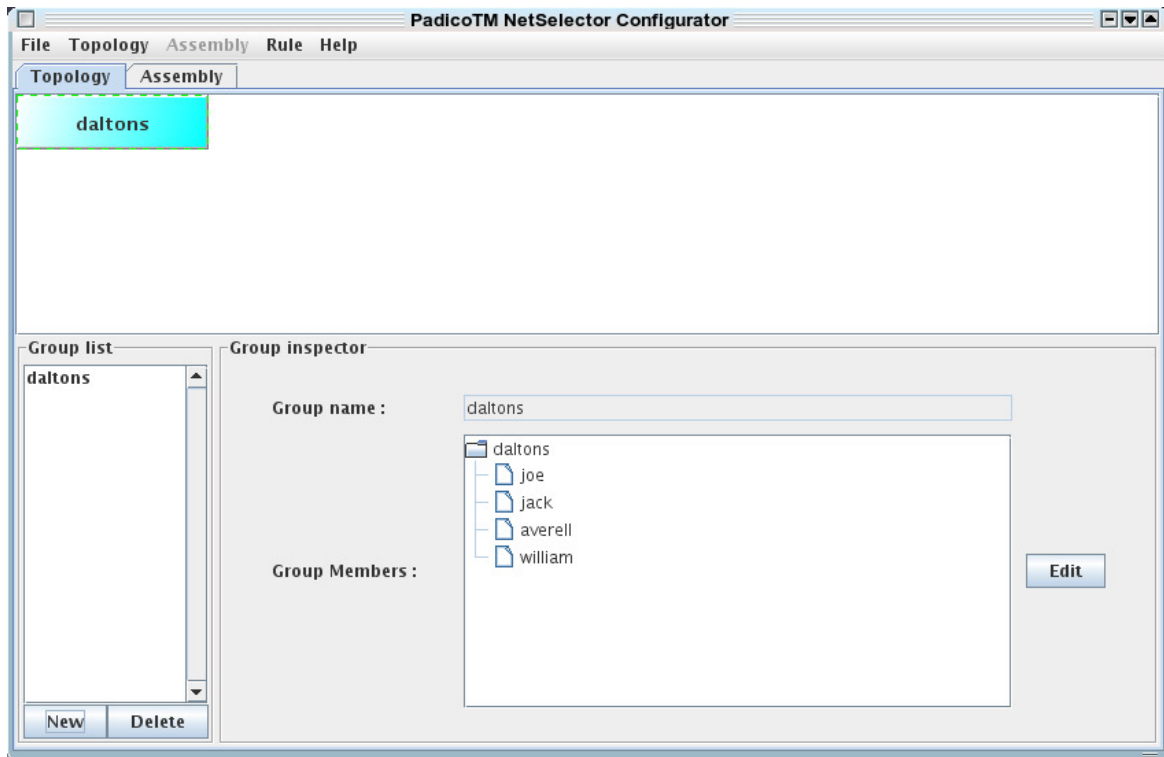 PadicoTM NetSelector Configurator
File Topology Assembly Rule Help
Topology Assembly
daltons
Group list
daltons
New Delete
Group inspector
Group name :
daltons
Group Members :
daltons
joe
jack
averell
william
Edit